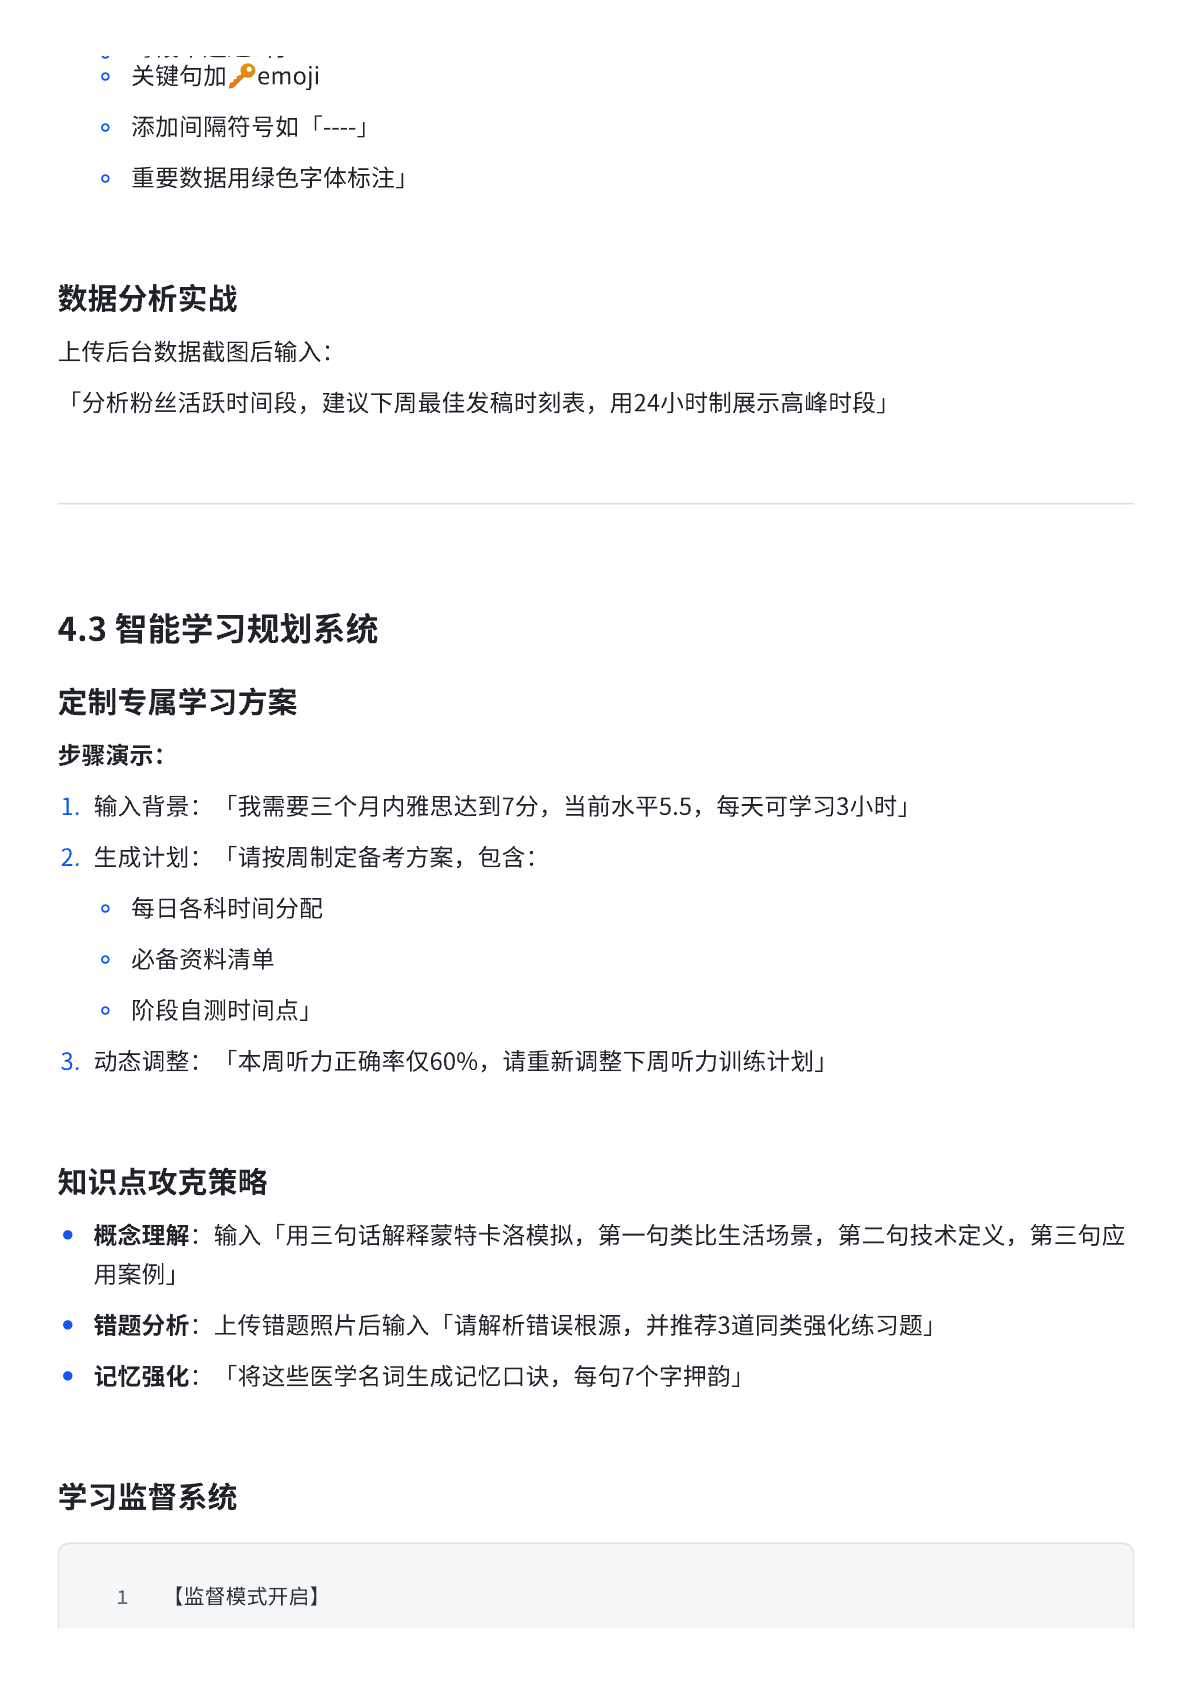 关键句加🔑emoji
添加间隔符号如「----」
重要数据用绿色字体标注」
数据分析实战
上传后台数据截图后输入：
「分析粉丝活跃时间段，建议下周最佳发稿时刻表，用24小时制展示高峰时段」
4.3 智能学习规划系统
定制专属学习方案
步骤演示：
1. 输入背景：「我需要三个月内雅思达到7分，当前水平5.5，每天可学习3小时」
2. 生成计划：「请按周制定备考方案，包含：
每日各科时间分配
必备资料清单
阶段自测时间点」
3. 动态调整：「本周听力正确率仅60%，请重新调整下周听力训练计划」
知识点攻克策略
概念理解：输入「用三句话解释蒙特卡洛模拟，第一句类比生活场景，第二句技术定义，第三句应
用案例」
错题分析：上传错题照片后输入「请解析错误根源，并推荐3道同类强化练习题」
记忆强化：「将这些医学名词生成记忆口诀，每句7个字押韵」
学习监督系统
1 【监督模式开启】